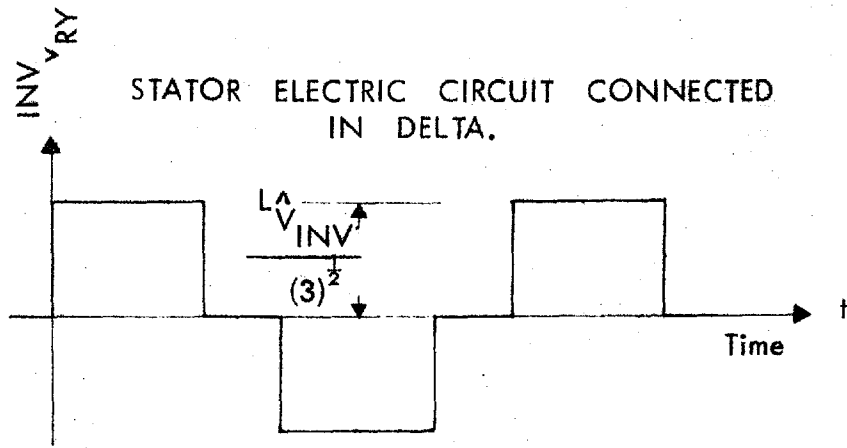 INV v RY
STATOR ELECTRIC CIRCUIT CONNECTED
IN DELTA.
L V̂ INV
(3)^½
t
Time